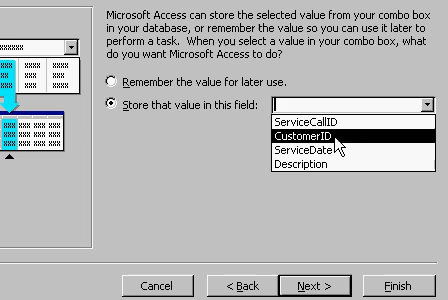 Microsoft Access can store the selected value from your combo box
in your database, or remember the value so you can use it later to
perform a task.  When you select a value in your combo box, what
do you want Microsoft Access to do?
Remember the value for later use.
Store that value in this field:
ServiceCallID
CustomerID
ServiceDate
Description
Cancel
< Back
Next >
Finish